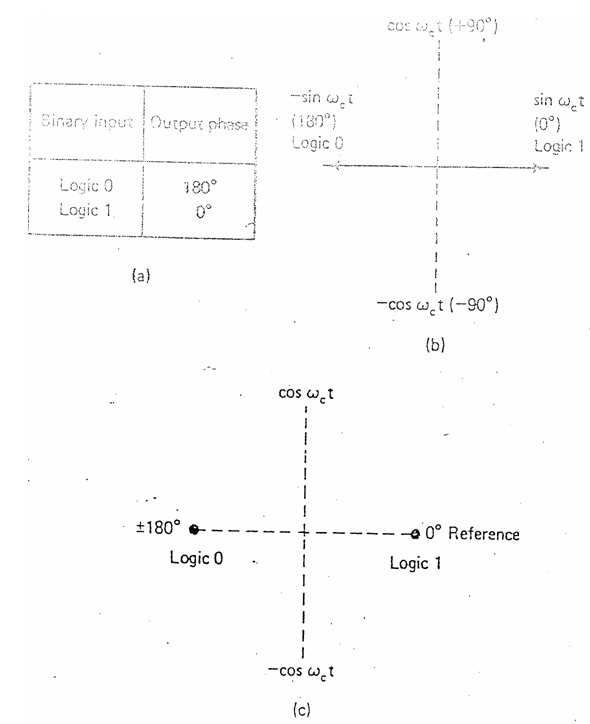 cos ω_c t (+90°)
Binary input Output phase
Logic 0 180°
Logic 1 0°
(a)
−sin ω_c t
(180°)
Logic 0
sin ω_c t
(0°)
Logic 1
−cos ω_c t (−90°)
(b)
cos ω_c t
±180°
Logic 0
0° Reference
Logic 1
−cos ω_c t
(c)